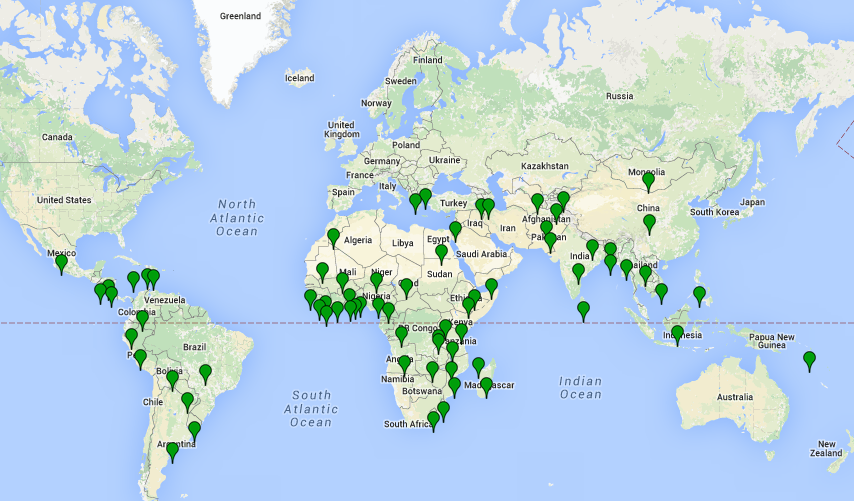 Greenland
Iceland
Finland
Sweden
Norway
Russia
Canada
United
Kingdom
Poland
Germany
Ukraine
Kazakhstan
France
Mongolia
Italy
United States
Spain
Turkey
Japan
North
Atlantic
Ocean
China
South Korea
Afghanistan
Iraq
Iran
Algeria
Libya
Egypt
Mexico
Pakistan
Saudi Arabia
India
Mali
Niger
Sudan
Thailand
Chad
Nigeria
Ethiopia
Venezuela
Colombia
Kenya
DR Congo
Indonesia
Papua New
Guinea
Tanzania
Brazil
Peru
Angola
Bolivia
Namibia
Madagascar
Botswana
South
Atlantic
Ocean
Indian
Ocean
Chile
Australia
South Africa
Argentina
New
Zealand